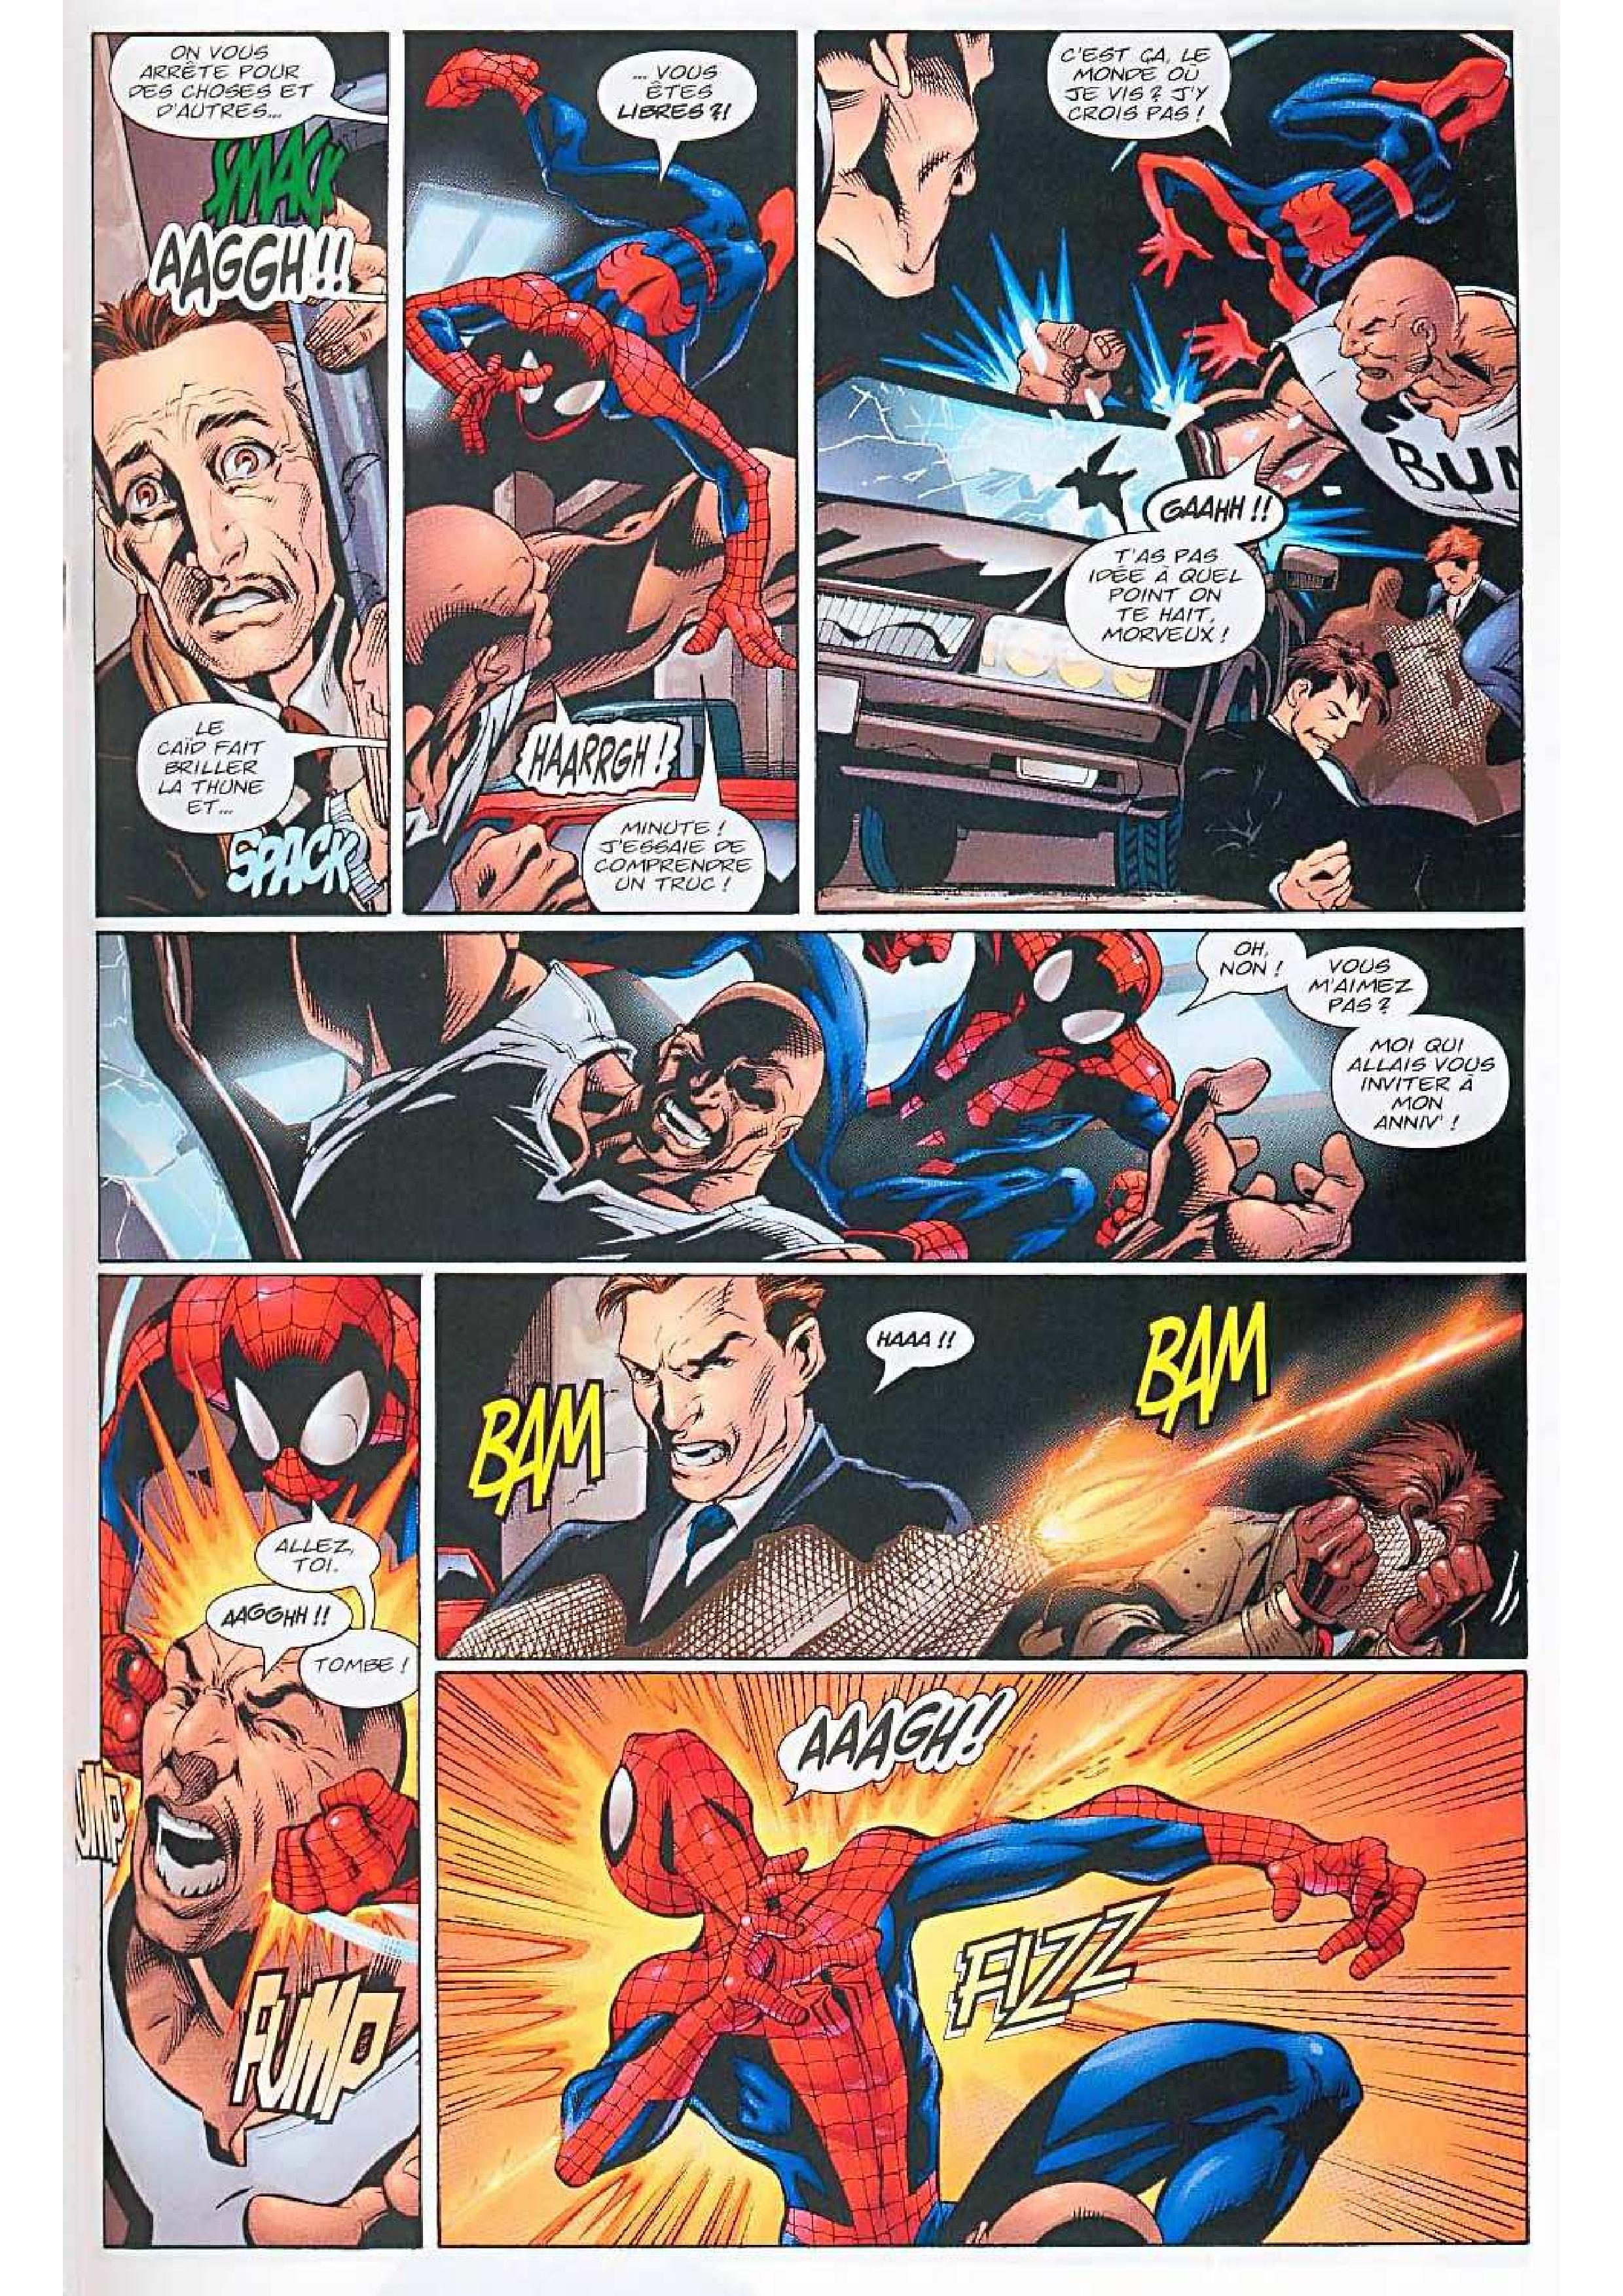 ON VOUS
ARRÊTE POUR
DES CHOSES ET
D'AUTRES...
SMACK
AAGGH!!!
LE
CAÏD FAIT
BRILLER
LA THUNE
ET...
SPACK
... VOUS
ÊTES
LIBRES ?!
HAARRGH !
MINUTE !
J'ESSAIE DE
COMPRENDRE
UN TRUC !
C'EST ÇA, LE
MONDE OÙ
JE VIS ? J'Y
CROIS PAS !
BUN
GAAHH !!
T'AS PAS
IDÉE À QUEL
POINT ON
TE HAIT,
MORVEUX !
OH,
NON !
VOUS
M'AIMEZ
PAS ?
MOI QUI
ALLAIS VOUS
INVITER À
MON
ANNIV' !
ALLEZ,
TOI.
AAGGHH !!
TOMBE !
UMP
FUMP
BAM
HAAA !!
BAM
AAAGH!
FIZZ